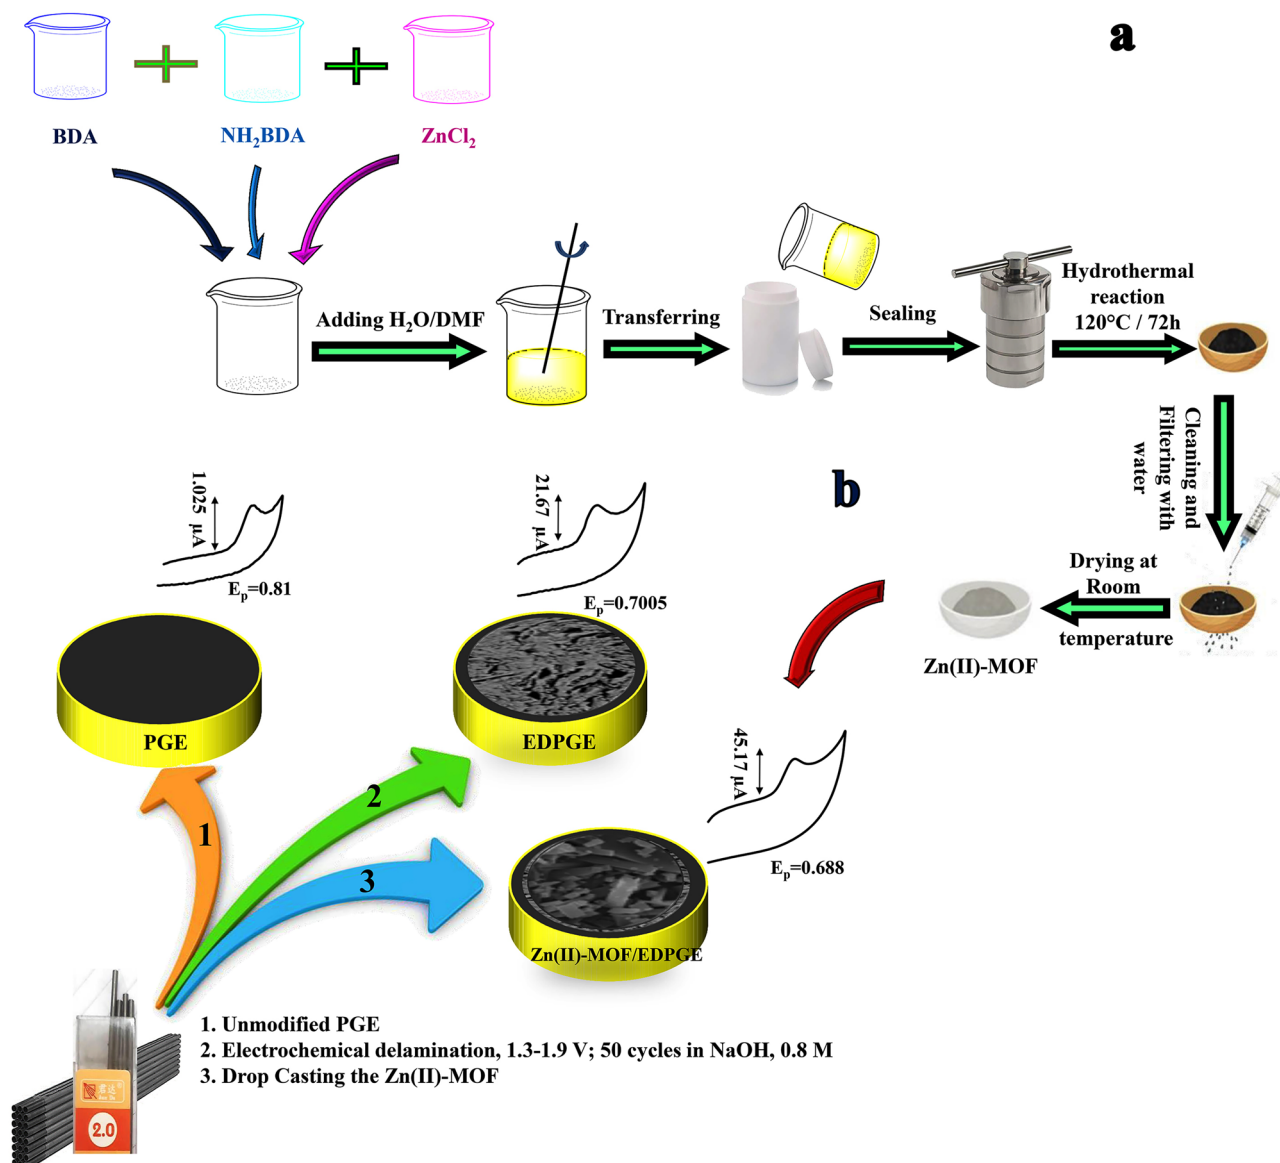 a
BDA
NH₂BDA
ZnCl₂
Adding H₂O/DMF
Transferring
Sealing
Hydrothermal
reaction
120°C / 72h
Cleaning and
Filtering with
water
Drying at
Room
temperature
Zn(II)-MOF
b
1.025 µA
Eₚ=0.81
21.67 µA
Eₚ=0.7005
45.17 µA
Eₚ=0.688
PGE
EDPGE
Zn(II)-MOF/EDPGE
1
2
3
1. Unmodified PGE
2. Electrochemical delamination, 1.3-1.9 V; 50 cycles in NaOH, 0.8 M
3. Drop Casting the Zn(II)-MOF
君达®
2.0